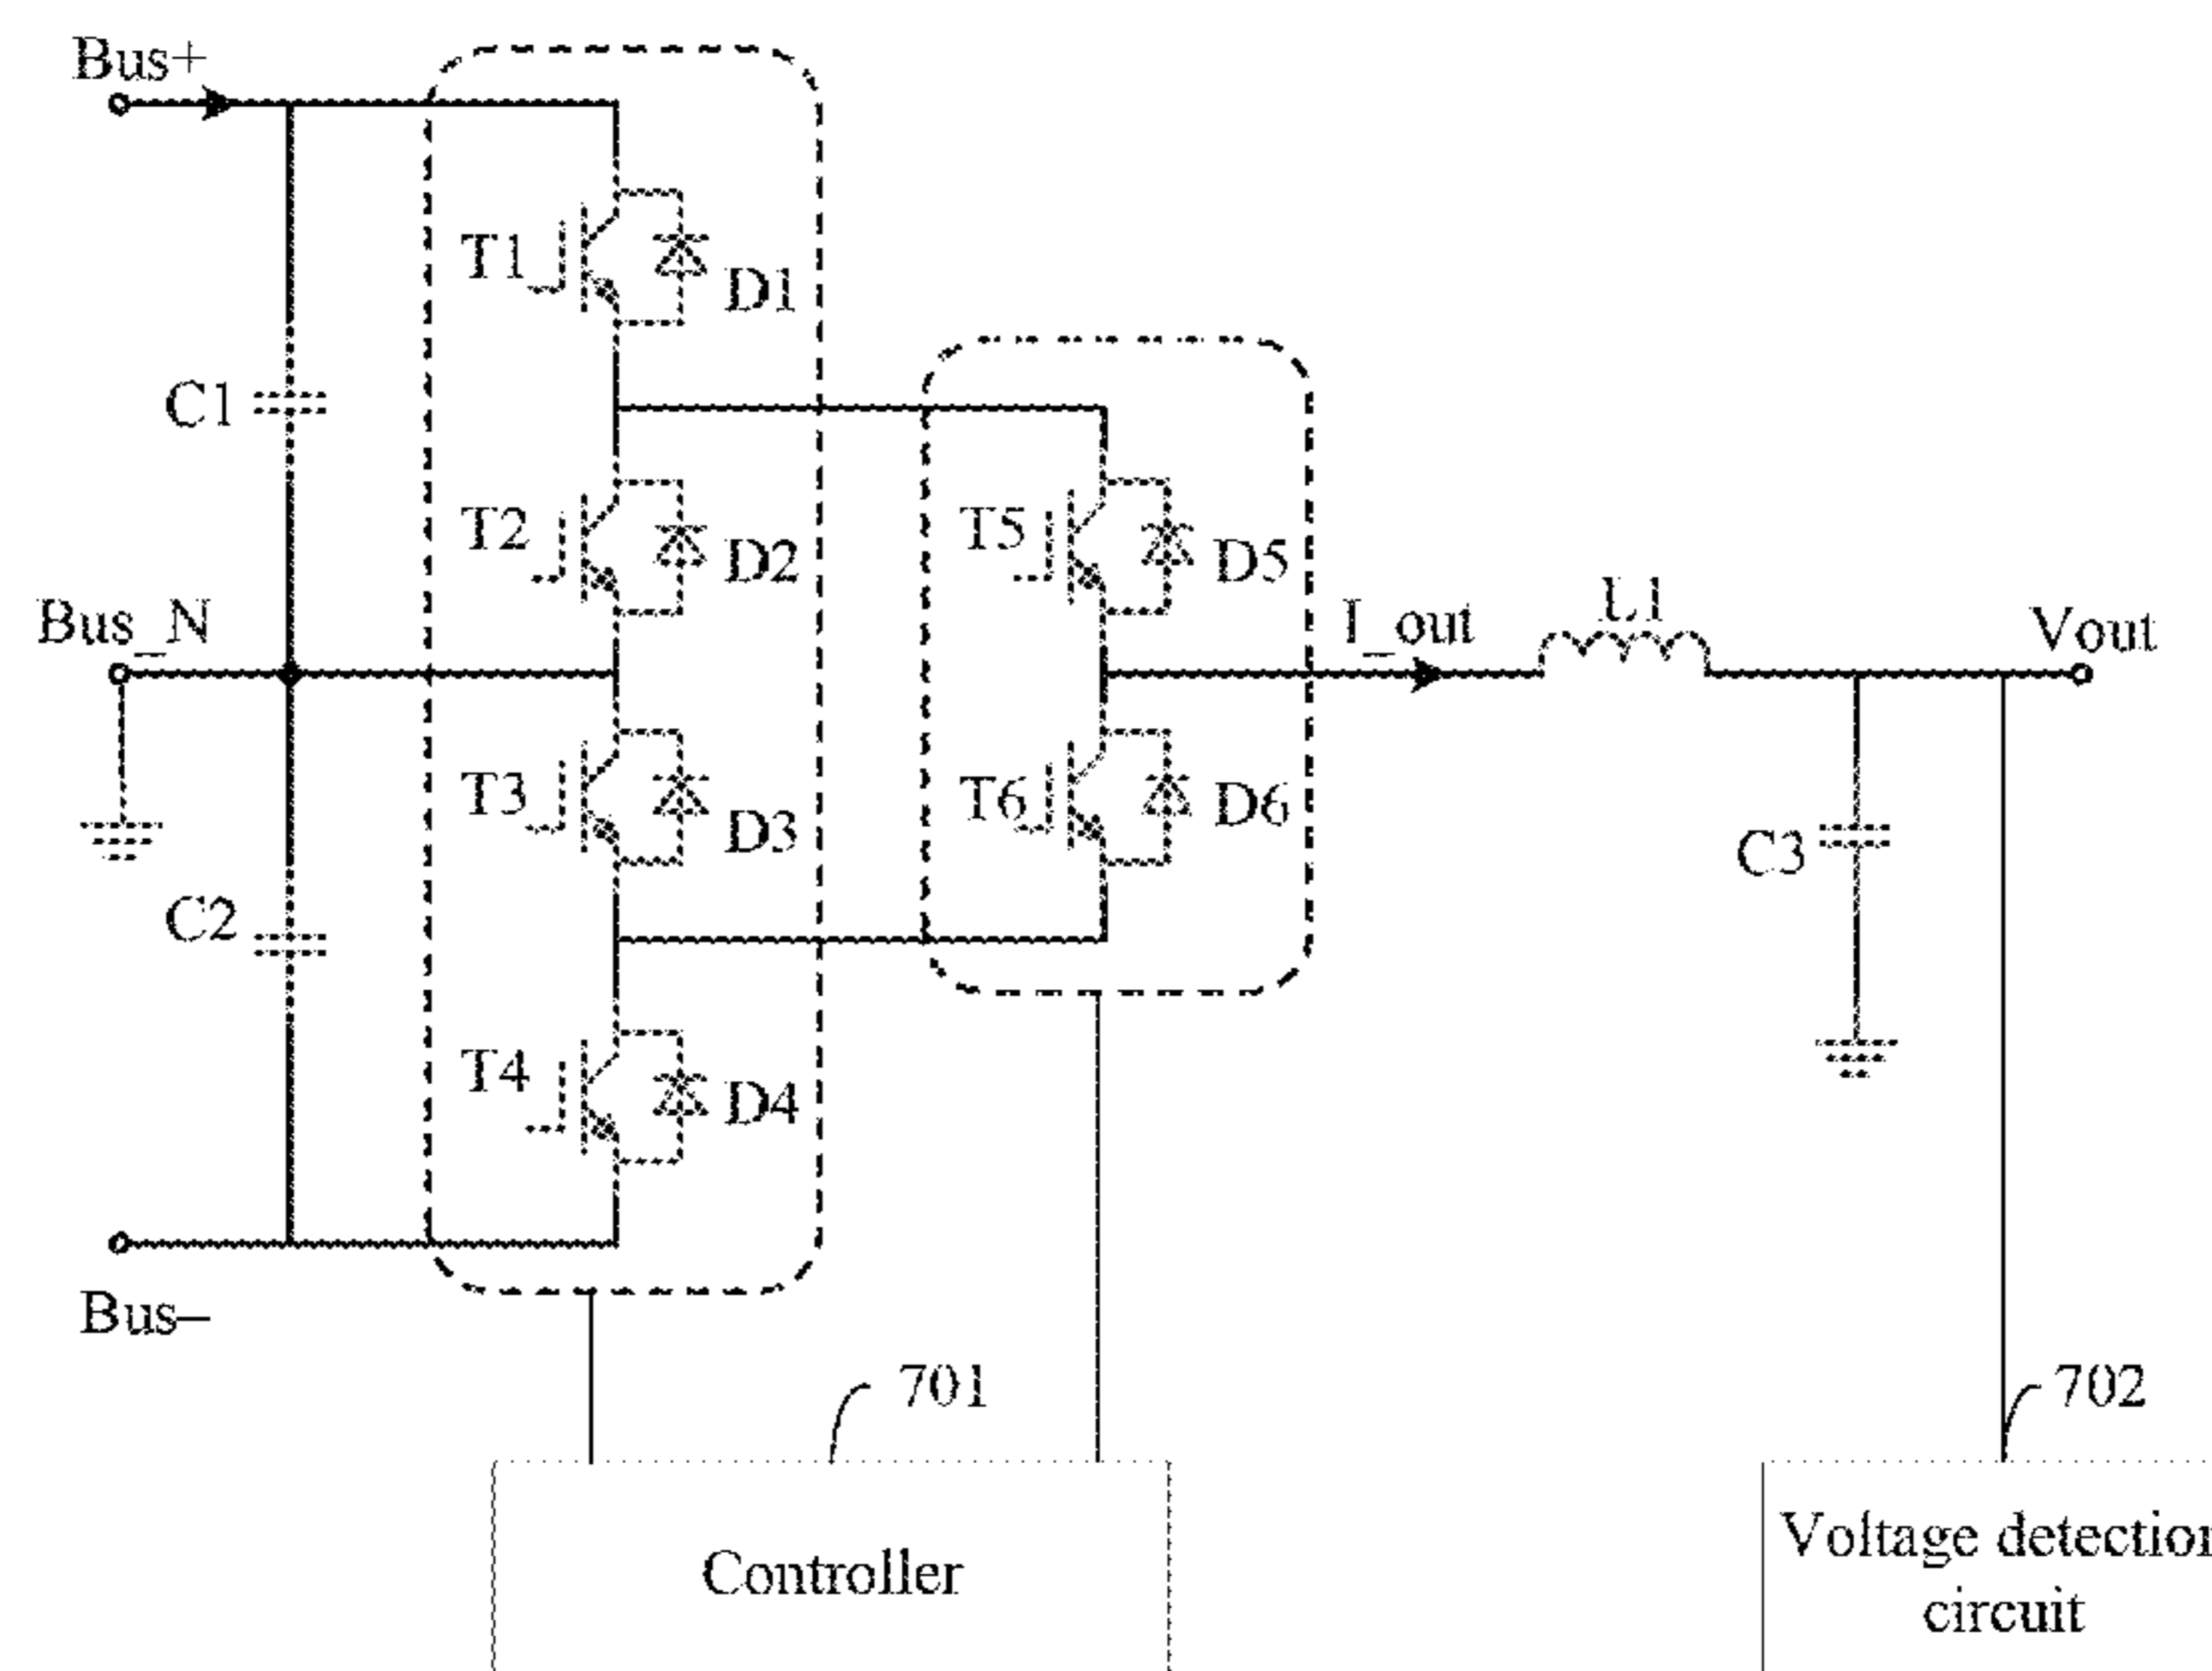 Bus+
T1
D1
C1
T2
D2
T5
D5
Bus_N
I_out
L1
Vout
T3
D3
T6
D6
C3
C2
T4
D4
Bus–
701
702
Controller
Voltage detection
circuit